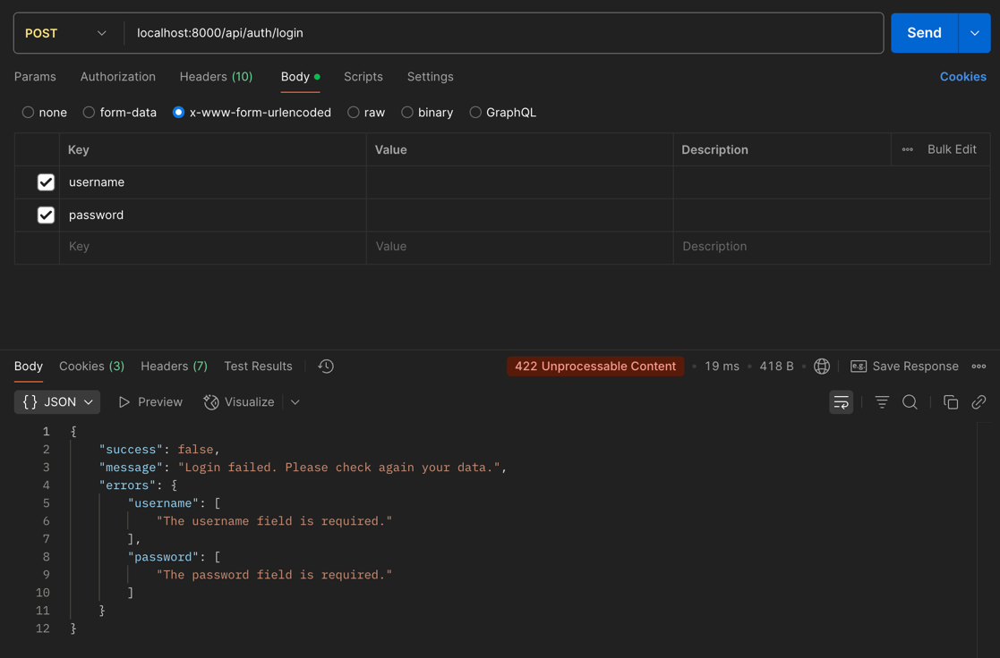 POST localhost:8000/api/auth/login Send
Params Authorization Headers (10) Body Scripts Settings Cookies
none form-data x-www-form-urlencoded raw binary GraphQL
Key Value Description Bulk Edit
username
password
Key Value Description
Body Cookies (3) Headers (7) Test Results 422 Unprocessable Content 19 ms 418 B e.g. Save Response
{ } JSON Preview Visualize
1 {
2 "success": false,
3 "message": "Login failed. Please check again your data.",
4 "errors": {
5 "username": [
6 "The username field is required."
7 ],
8 "password": [
9 "The password field is required."
10 ]
11 }
12 }